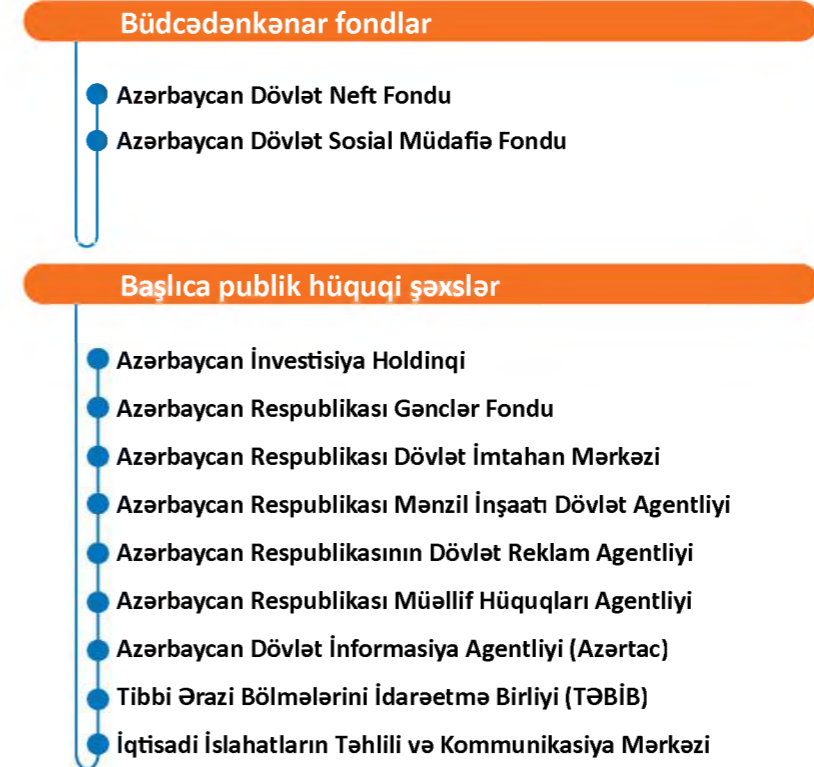 Büdcədənkənar fondlar
Azərbaycan Dövlət Neft Fondu
Azərbaycan Dövlət Sosial Müdafiə Fondu
Başlıca publik hüquqi şəxslər
Azərbaycan İnvestisiya Holdinqi
Azərbaycan Respublikası Gənclər Fondu
Azərbaycan Respublikası Dövlət İmtahan Mərkəzi
Azərbaycan Respublikası Mənzil İnşaatı Dövlət Agentliyi
Azərbaycan Respublikasının Dövlət Reklam Agentliyi
Azərbaycan Respublikası Müəllif Hüquqları Agentliyi
Azərbaycan Dövlət İnformasiya Agentliyi (Azərtac)
Tibbi Ərazi Bölmələrini İdarəetmə Birliyi (TƏBİB)
İqtisadi İslahatların Təhlili və Kommunikasiya Mərkəzi